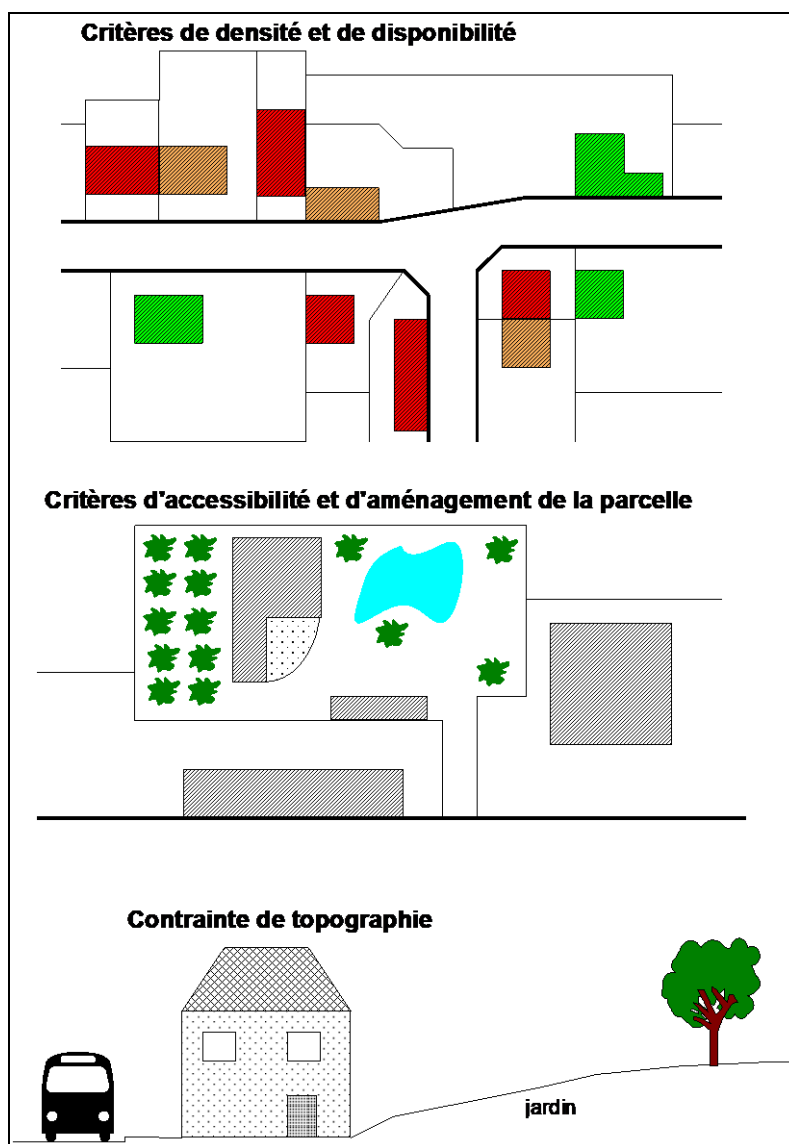 Critères de densité et de disponibilité
Critères d'accessibilité et d'aménagement de la parcelle
Contrainte de topographie
jardin